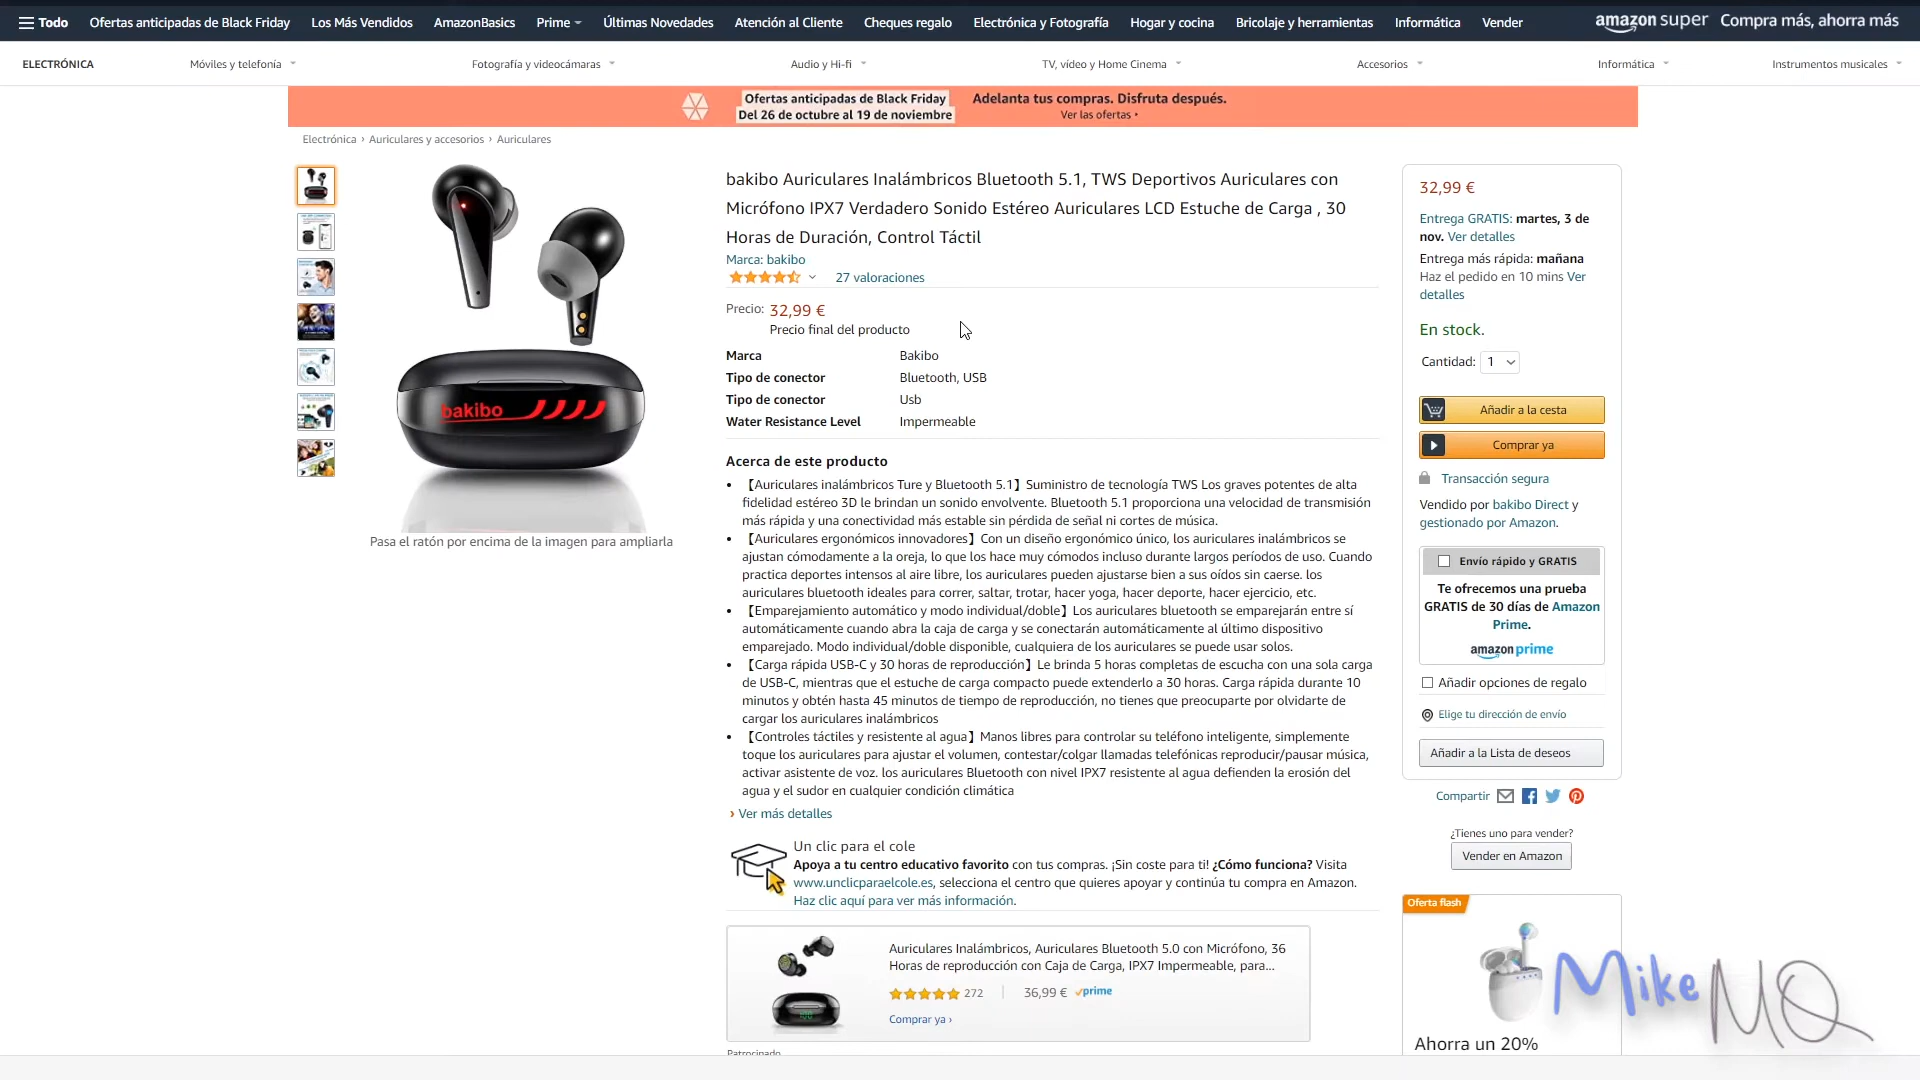 Todo Ofertas anticipadas de Black Friday Los Más Vendidos AmazonBasics Prime Últimas Novedades Atención al Cliente Cheques regalo Electrónica y Fotografía Hogar y cocina Bricolaje y herramientas Informática Vender amazon super Compra más, ahorra más
ELECTRÓNICA Móviles y telefonía Fotografía y videocámaras Audio y Hi-fi TV, vídeo y Home Cinema Accesorios Informática Instrumentos musicales
Ofertas anticipadas de Black Friday
Del 26 de octubre al 19 de noviembre
Adelanta tus compras. Disfruta después.
Ver las ofertas
Electrónica › Auriculares y accesorios › Auriculares
bakibo
Pasa el ratón por encima de la imagen para ampliarla
bakibo Auriculares Inalámbricos Bluetooth 5.1, TWS Deportivos Auriculares con
Micrófono IPX7 Verdadero Sonido Estéreo Auriculares LCD Estuche de Carga , 30
Horas de Duración, Control Táctil
Marca: bakibo
27 valoraciones
Precio: 32,99 €
Precio final del producto
Marca Bakibo
Tipo de conector Bluetooth, USB
Tipo de conector Usb
Water Resistance Level Impermeable
Acerca de este producto
• 【Auriculares inalámbricos Ture y Bluetooth 5.1】Suministro de tecnología TWS Los graves potentes de alta
fidelidad estéreo 3D le brindan un sonido envolvente. Bluetooth 5.1 proporciona una velocidad de transmisión
más rápida y una conectividad más estable sin pérdida de señal ni cortes de música.
• 【Auriculares ergonómicos innovadores】Con un diseño ergonómico único, los auriculares inalámbricos se
ajustan cómodamente a la oreja, lo que los hace muy cómodos incluso durante largos períodos de uso. Cuando
practica deportes intensos al aire libre, los auriculares pueden ajustarse bien a sus oídos sin caerse. los
auriculares bluetooth ideales para correr, saltar, trotar, hacer yoga, hacer deporte, hacer ejercicio, etc.
• 【Emparejamiento automático y modo individual/doble】Los auriculares bluetooth se emparejarán entre sí
automáticamente cuando abra la caja de carga y se conectarán automáticamente al último dispositivo
emparejado. Modo individual/doble disponible, cualquiera de los auriculares se puede usar solos.
• 【Carga rápida USB-C y 30 horas de reproducción】Le brinda 5 horas completas de escucha con una sola carga
de USB-C, mientras que el estuche de carga compacto puede extenderlo a 30 horas. Carga rápida durante 10
minutos y obtén hasta 45 minutos de tiempo de reproducción, no tienes que preocuparte por olvidarte de
cargar los auriculares inalámbricos
• 【Controles táctiles y resistente al agua】Manos libres para controlar su teléfono inteligente, simplemente
toque los auriculares para ajustar el volumen, contestar/colgar llamadas telefónicas reproducir/pausar música,
activar asistente de voz. los auriculares Bluetooth con nivel IPX7 resistente al agua defienden la erosión del
agua y el sudor en cualquier condición climática
› Ver más detalles
Un clic para el cole
Apoya a tu centro educativo favorito con tus compras. ¡Sin coste para ti! ¿Cómo funciona? Visita
www.unclicparaelcole.es, selecciona el centro que quieres apoyar y continúa tu compra en Amazon.
Haz clic aquí para ver más información.
Auriculares Inalámbricos, Auriculares Bluetooth 5.0 con Micrófono, 36
Horas de reproducción con Caja de Carga, IPX7 Impermeable, para...
272 | 36,99 € prime
Comprar ya ›
Patrocinado
32,99 €
Entrega GRATIS: martes, 3 de
nov. Ver detalles
Entrega más rápida: mañana
Haz el pedido en 10 mins Ver
detalles
En stock.
Cantidad: 1
Añadir a la cesta
Comprar ya
Transacción segura
Vendido por bakibo Direct y
gestionado por Amazon.
Envío rápido y GRATIS
Te ofrecemos una prueba
GRATIS de 30 días de Amazon
Prime.
amazon prime
Añadir opciones de regalo
Elige tu dirección de envío
Añadir a la Lista de deseos
Compartir
¿Tienes uno para vender?
Vender en Amazon
Oferta flash
Ahorra un 20%
Mike MQ